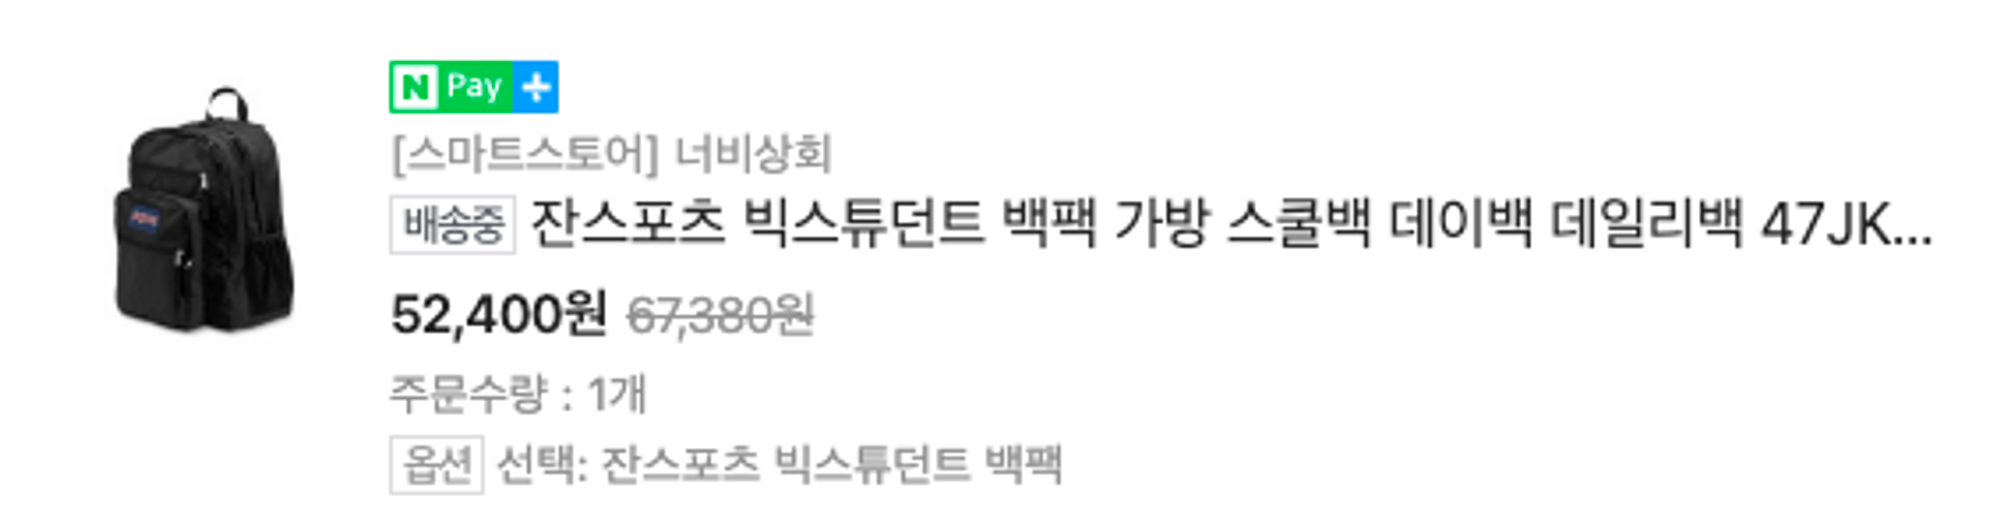 N Pay +
[스마트스토어] 너비상회
배송중 잔스포츠 빅스튜던트 백팩 가방 스쿨백 데이백 데일리백 47JK...
52,400원 67,380원
주문수량 : 1개
옵션 선택: 잔스포츠 빅스튜던트 백팩